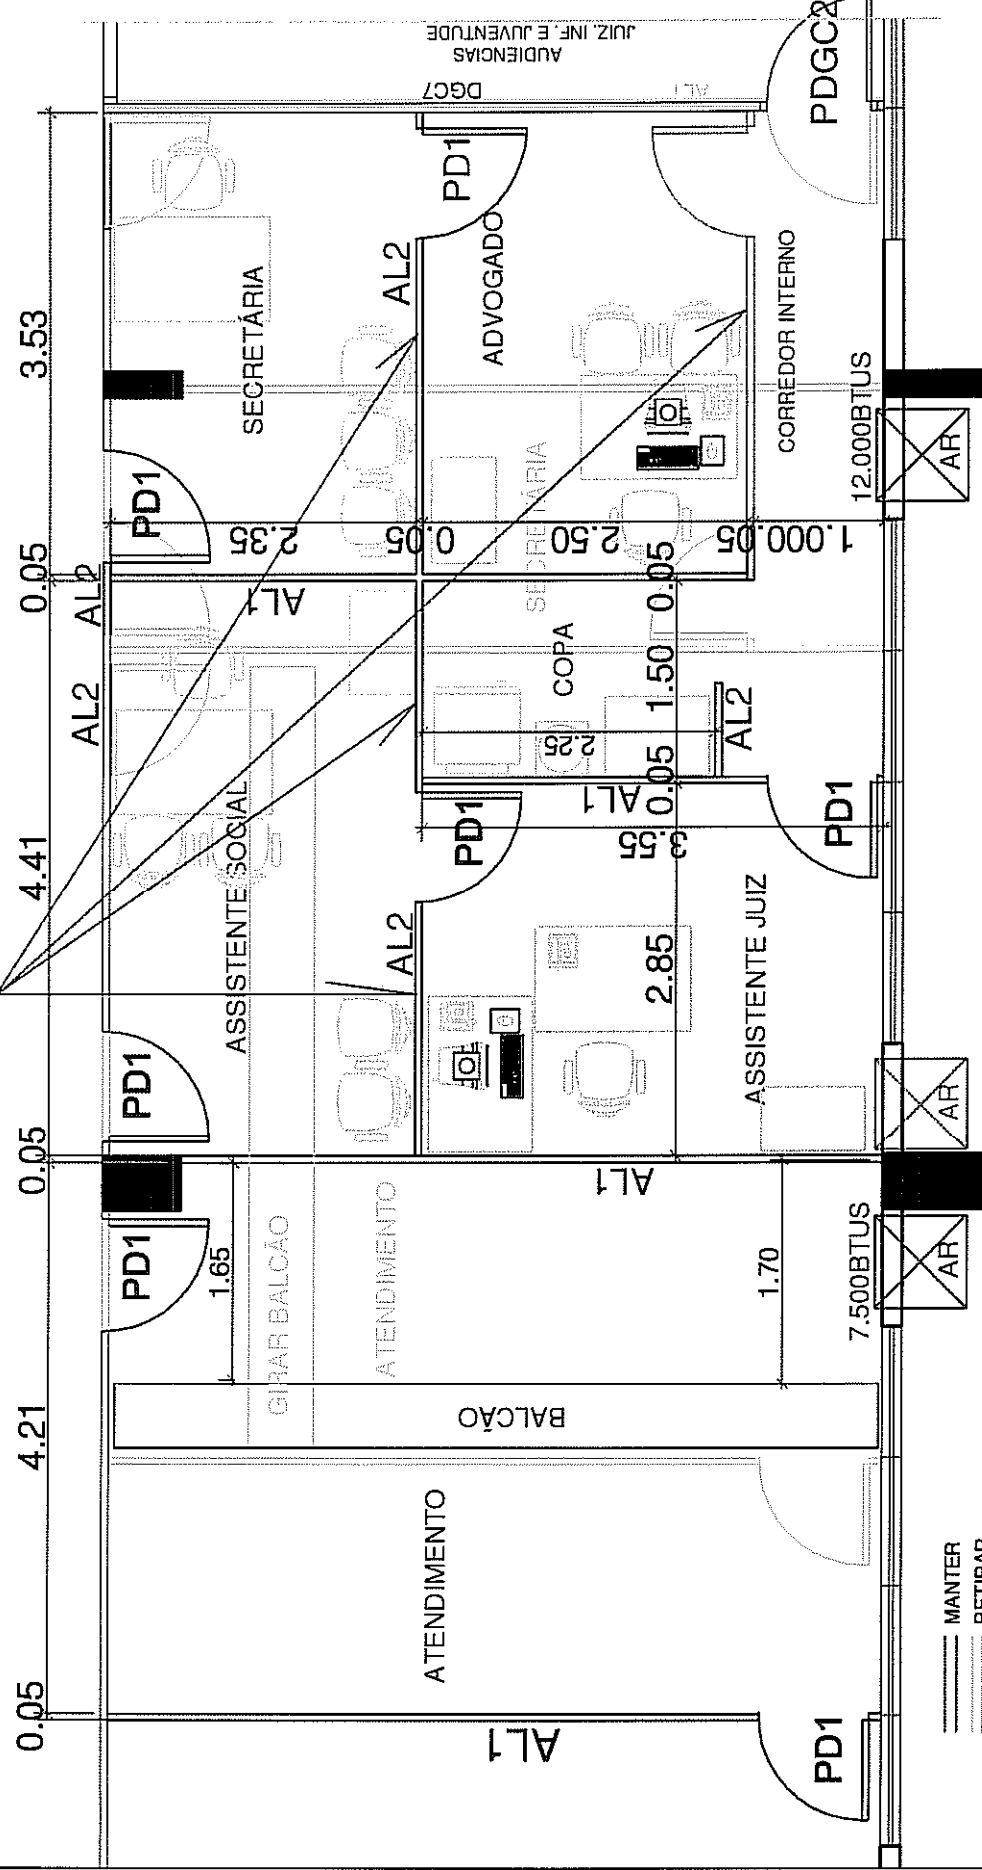 JUIZ. INF. E JUVENTUDE
AUDIENCIAS
DGC7
AL1
PDGC2
3.53
SECRETÁRIA
PD1
AL2
ADVOGADO
CORREDOR INTERNO
12.000BTUS
AR
PD1
2.35
0.05
2.50
1.00
0.05
SECRETÁRIA
0.05
AL2
AL1
0.05
COPA
1.50
AL2
2.25
AL2
0.05
AL1
PD1
3.55
PD1
4.41
ASSISTENTE SOCIAL
AL2
2.85
ASSISTENTE JUIZ
PD1
AR
0.05
AL1
PD1
1.65
GIRAR BALCÃO
ATENDIMENTO
1.70
7.500BTUS
AR
4.21
BALCÃO
ATENDIMENTO
MANTER
RETIRAR
0.05
AL1
PD1